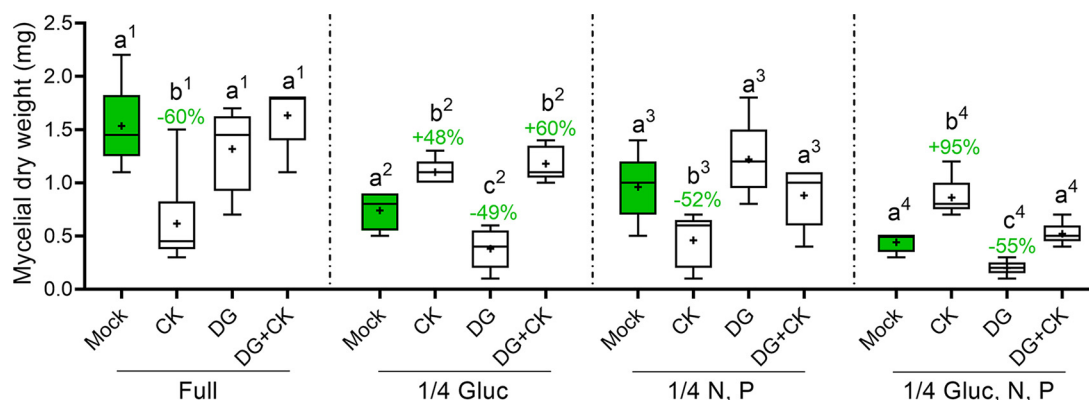 Mycelial dry weight (mg)
2.5
2.0
1.5
1.0
0.5
0.0
a1
b1
-60%
a1
a1
a2
b2
+48%
c2
-49%
b2
+60%
a3
b3
-52%
a3
a3
a4
b4
+95%
c4
-55%
a4
Mock CK DG DG+CK Mock CK DG DG+CK Mock CK DG DG+CK Mock CK DG DG+CK
Full 1/4 Gluc 1/4 N, P 1/4 Gluc, N, P